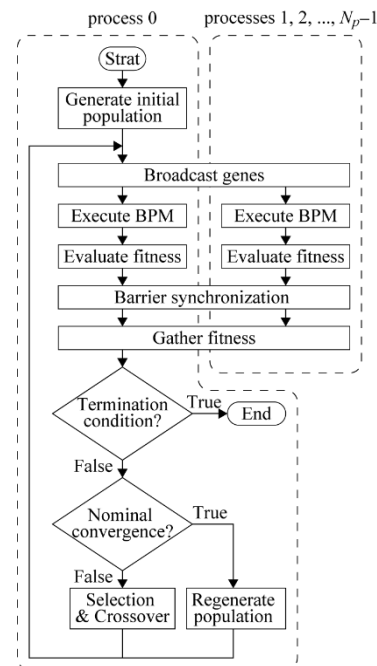 process 0
processes 1, 2, ..., Np–1
Strat
Generate initial
population
Broadcast genes
Execute BPM
Execute BPM
Evaluate fitness
Evaluate fitness
Barrier synchronization
Gather fitness
Termination
condition?
True
End
False
Nominal
convergence?
True
False
Selection
& Crossover
Regenerate
population